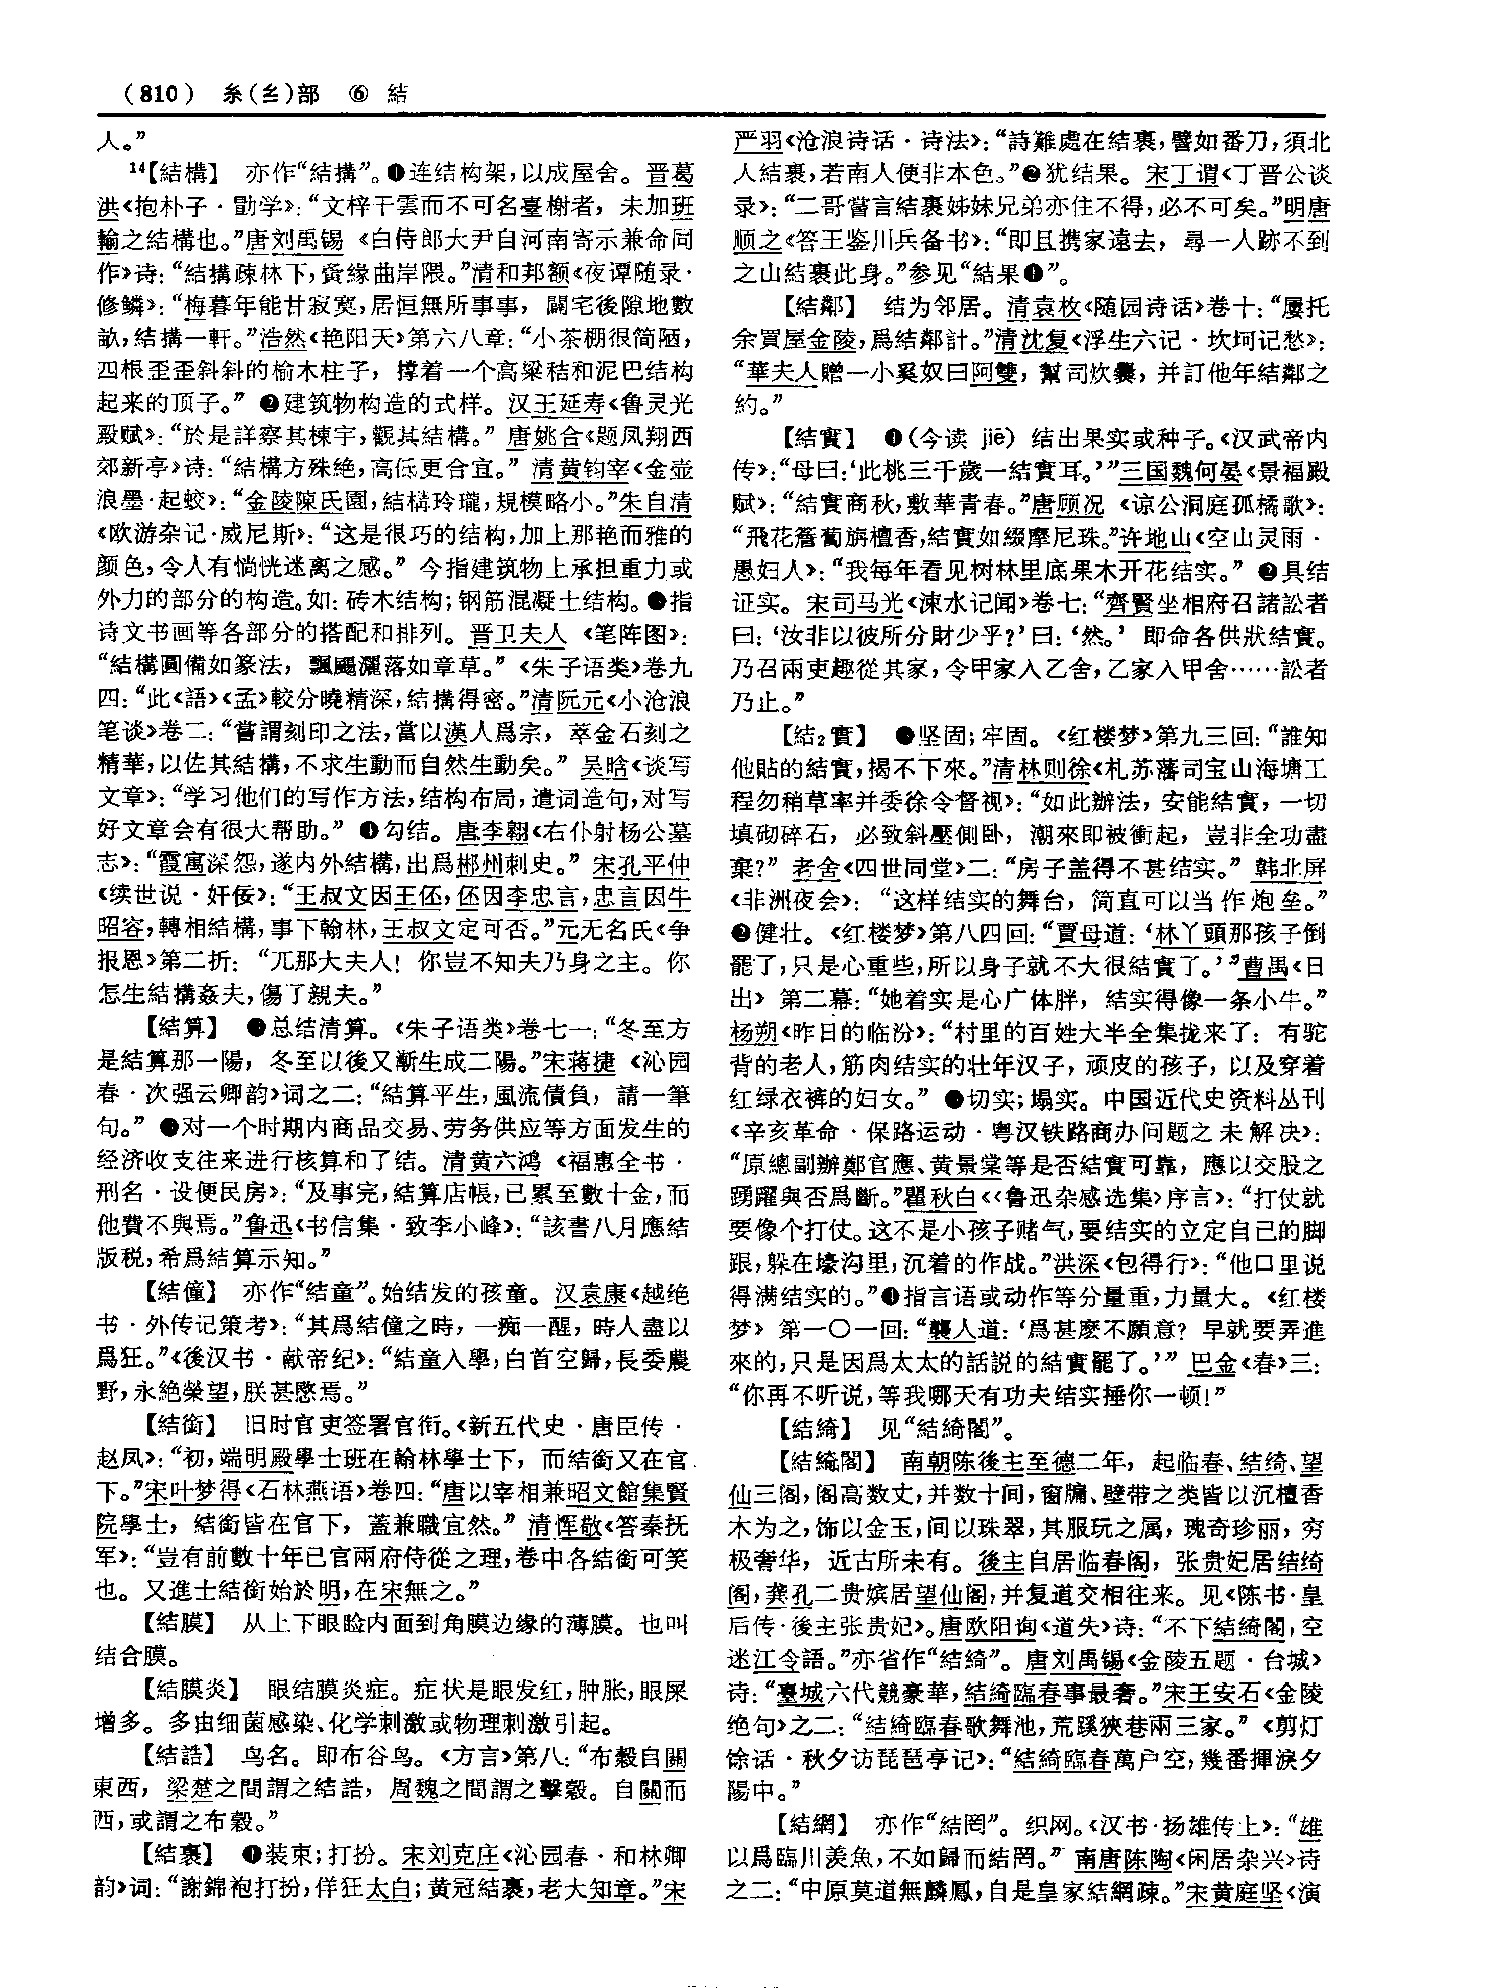 (810) 糸(纟)部 ⑥ 結
人。”
14【結構】 亦作“結搆”。❶连结构架，以成屋舍。晋葛
洪《抱朴子·勖学》：“文梓干雲而不可名臺榭者，未加班
輸之結構也。”唐刘禹锡《白侍郎大尹自河南寄示兼命同
作》诗：“結構疎林下，夤緣曲岸隈。”清和邦额《夜谭随录·
修鳞》：“梅暮年能甘寂寞，居恒無所事事，闢宅後隙地數
畝，結搆一軒。”浩然《艳阳天》第六八章：“小茶棚很简陋，
四根歪歪斜斜的榆木柱子，撑着一个高粱秸和泥巴结构
起来的顶子。”❷建筑物构造的式样。汉王延寿《鲁灵光
殿赋》：“於是詳察其棟宇，觀其結構。”唐姚合《题凤翔西
郊新亭》诗：“結構方殊絶，高低更合宜。”清黄钧宰《金壶
浪墨·起蛟》：“金陵陳氏園，結構玲瓏，規模略小。”朱自清
《欧游杂记·威尼斯》：“这是很巧的结构，加上那艳而雅的
颜色，令人有惝恍迷离之感。”今指建筑物上承担重力或
外力的部分的构造。如：砖木结构；钢筋混凝土结构。❸指
诗文书画等各部分的搭配和排列。晋卫夫人《笔阵图》：
“結構圓備如篆法，飄颺灑落如章草。”《朱子语类》卷九
四：“此《語》《孟》較分曉精深，結搆得密。”清阮元《小沧浪
笔谈》卷二：“嘗謂刻印之法，當以漢人爲宗，萃金石刻之
精華，以佐其結構，不求生動而自然生動矣。”吴晗《谈写
文章》：“学习他们的写作方法，结构布局，遣词造句，对写
好文章会有很大帮助。”❹勾结。唐李翱《右仆射杨公墓
志》：“霞寓深怨，遂内外結構，出爲郴州刺史。”宋孔平仲
《续世说·奸佞》：“王叔文因王伾，伾因李忠言，忠言因牛
昭容，轉相結構，事下翰林，王叔文定可否。”元无名氏《争
报恩》第二折：“兀那大夫人！你豈不知夫乃身之主。你
怎生結構姦夫，傷了親夫。”
【結算】 ❶总结清算。《朱子语类》卷七一：“冬至方
是結算那一陽，冬至以後又漸生成二陽。”宋蒋捷《沁园
春·次强云卿韵》词之二：“結算平生，風流債負，請一筆
句。”❷对一个时期内商品交易、劳务供应等方面发生的
经济收支往来进行核算和了结。清黄六鸿《福惠全书·
刑名·设便民房》：“及事完，結算店帳，已累至數十金，而
他費不與焉。”鲁迅《书信集·致李小峰》：“該書八月應結
版税，希爲結算示知。”
【結僮】 亦作“結童”。始结发的孩童。汉袁康《越绝
书·外传记策考》：“其爲結僮之時，一痴一醒，時人盡以
爲狂。”《後汉书·献帝纪》：“結童入學，白首空歸，長委農
野，永絶榮望，朕甚愍焉。”
【結銜】 旧时官吏签署官衔。《新五代史·唐臣传·
赵凤》：“初，端明殿學士班在翰林學士下，而結銜又在官
下。”宋叶梦得《石林燕语》卷四：“唐以宰相兼昭文館集賢
院學士，結銜皆在官下，蓋兼職宜然。”清恽敬《答秦抚
军》：“豈有前數十年已官兩府侍從之理，卷中各結銜可笑
也。又進士結銜始於明，在宋無之。”
【結膜】 从上下眼睑内面到角膜边缘的薄膜。也叫
结合膜。
【結膜炎】 眼结膜炎症。症状是眼发红，肿胀，眼屎
增多。多由细菌感染、化学刺激或物理刺激引起。
【結誥】 鸟名。即布谷鸟。《方言》第八：“布穀自關
東西，梁楚之間謂之結誥，周魏之間謂之擊穀。自關而
西，或謂之布穀。”
【結裹】 ❶装束；打扮。宋刘克庄《沁园春·和林卿
韵》词：“謝錦袍打扮，佯狂太白；黄冠結裹，老大知章。”宋
严羽《沧浪诗话·诗法》：“詩難處在結裹，譬如番刀，須北
人結裹，若南人便非本色。”❷犹结果。宋丁谓《丁晋公谈
录》：“二哥嘗言結裹姊妹兄弟亦住不得，必不可矣。”明唐
顺之《答王鉴川兵备书》：“即且携家遠去，尋一人跡不到
之山結裹此身。”参见“結果❶”。
【結鄰】 结为邻居。清袁枚《随园诗话》卷十：“屢托
余買屋金陵，爲結鄰計。”清沈复《浮生六记·坎坷记愁》：
“華夫人贈一小奚奴曰阿雙，幫司炊爨，并訂他年結鄰之
約。”
【結實】 ❶（今读 jiē）结出果实或种子。《汉武帝内
传》：“母曰：‘此桃三千歲一結實耳。’”三国魏何晏《景福殿
赋》：“結實商秋，敷華青春。”唐顾况《谅公洞庭孤橘歌》：
“飛花簷蔔旃檀香，結實如綴摩尼珠。”许地山《空山灵雨·
愚妇人》：“我每年看见树林里底果木开花结实。”❷具结
证实。宋司马光《涑水记闻》卷七：“齊賢坐相府召諸訟者
曰：‘汝非以彼所分財少乎？’曰：‘然。’即命各供狀結實。
乃召兩吏趣從其家，令甲家入乙舍，乙家入甲舍……訟者
乃止。”
【結2實】 ❶坚固；牢固。《红楼梦》第九三回：“誰知
他貼的結實，揭不下來。”清林则徐《札苏藩司宝山海塘工
程勿稍草率并委徐令督视》：“如此辦法，安能結實，一切
填砌碎石，必致斜壓側卧，潮來即被衝起，豈非全功盡
棄？”老舍《四世同堂》二：“房子盖得不甚结实。”韩北屏
《非洲夜会》：“这样结实的舞台，简直可以当作炮垒。”
❷健壮。《红楼梦》第八四回：“賈母道：‘林丫頭那孩子倒
罷了，只是心重些，所以身子就不大很結實了。’”曹禺《日
出》第二幕：“她着实是心广体胖，结实得像一条小牛。”
杨朔《昨日的临汾》：“村里的百姓大半全集拢来了：有驼
背的老人，筋肉结实的壮年汉子，顽皮的孩子，以及穿着
红绿衣裤的妇女。”❸切实；塌实。中国近代史资料丛刊
《辛亥革命·保路运动·粤汉铁路商办问题之未解决》：
“原總副辦鄭官應、黄景棠等是否結實可靠，應以交股之
踴躍與否爲斷。”瞿秋白《〈鲁迅杂感选集〉序言》：“打仗就
要像个打仗。这不是小孩子赌气，要结实的立定自己的脚
跟，躲在壕沟里，沉着的作战。”洪深《包得行》：“他口里说
得满结实的。”❹指言语或动作等分量重，力量大。《红楼
梦》第一〇一回：“襲人道：‘爲甚麽不願意？早就要弄進
來的，只是因爲太太的話説的結實罷了。’”巴金《春》三：
“你再不听说，等我哪天有功夫结实捶你一顿！”
【結綺】 见“結綺閣”。
【結綺閣】 南朝陈後主至德二年，起临春、结绮、望
仙三阁，阁高数丈，并数十间，窗牖、壁带之类皆以沉檀香
木为之，饰以金玉，间以珠翠，其服玩之属，瑰奇珍丽，穷
极奢华，近古所未有。後主自居临春阁，张贵妃居结绮
阁，龚孔二贵嫔居望仙阁，并复道交相往来。见《陈书·皇
后传·後主张贵妃》。唐欧阳询《道失》诗：“不下結綺閣，空
迷江令語。”亦省作“結綺”。唐刘禹锡《金陵五题·台城》
诗：“臺城六代競豪華，結綺臨春事最奢。”宋王安石《金陵
绝句》之二：“結綺臨春歌舞池，荒蹊狹巷兩三家。”《剪灯
馀话·秋夕访琵琶亭记》：“結綺臨春萬户空，幾番揮淚夕
陽中。”
【結網】 亦作“結罔”。织网。《汉书·扬雄传上》：“雄
以爲臨川羨魚，不如歸而結罔。”南唐陈陶《闲居杂兴》诗
之二：“中原莫道無麟鳳，自是皇家結網疎。”宋黄庭坚《演